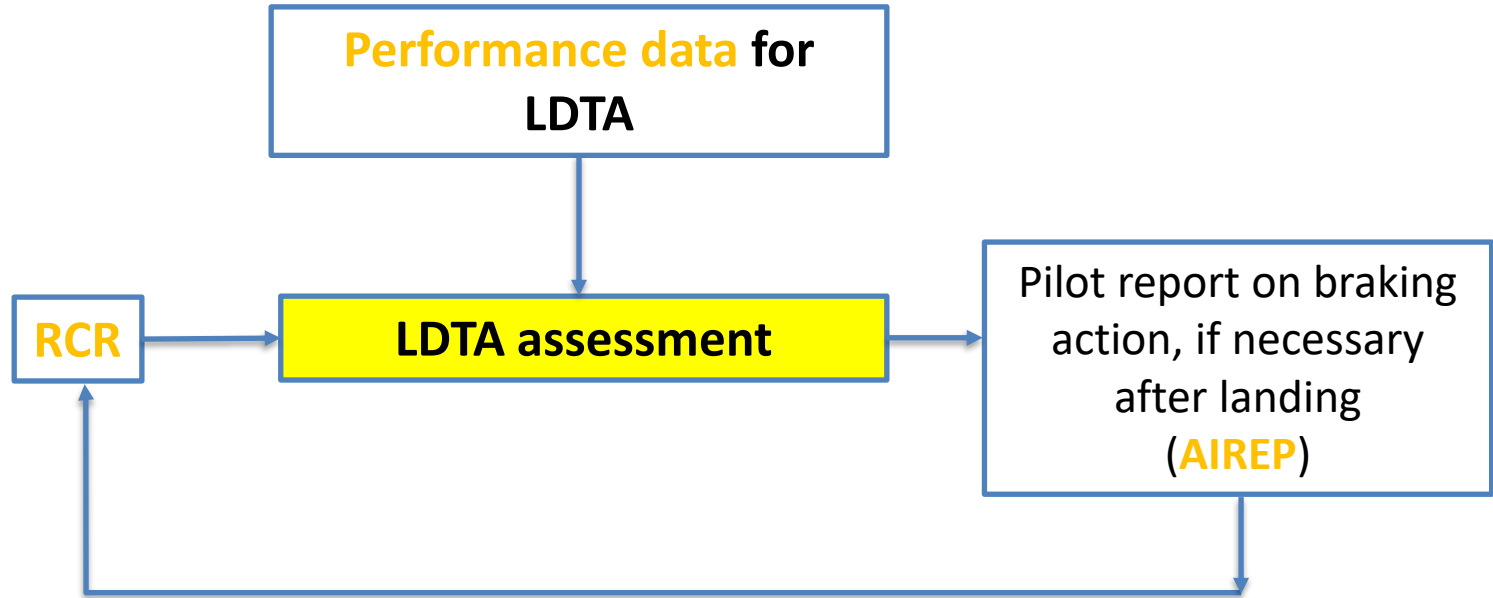 Performance data for
LDTA
RCR
LDTA assessment
Pilot report on braking
action, if necessary
after landing
(AIREP)